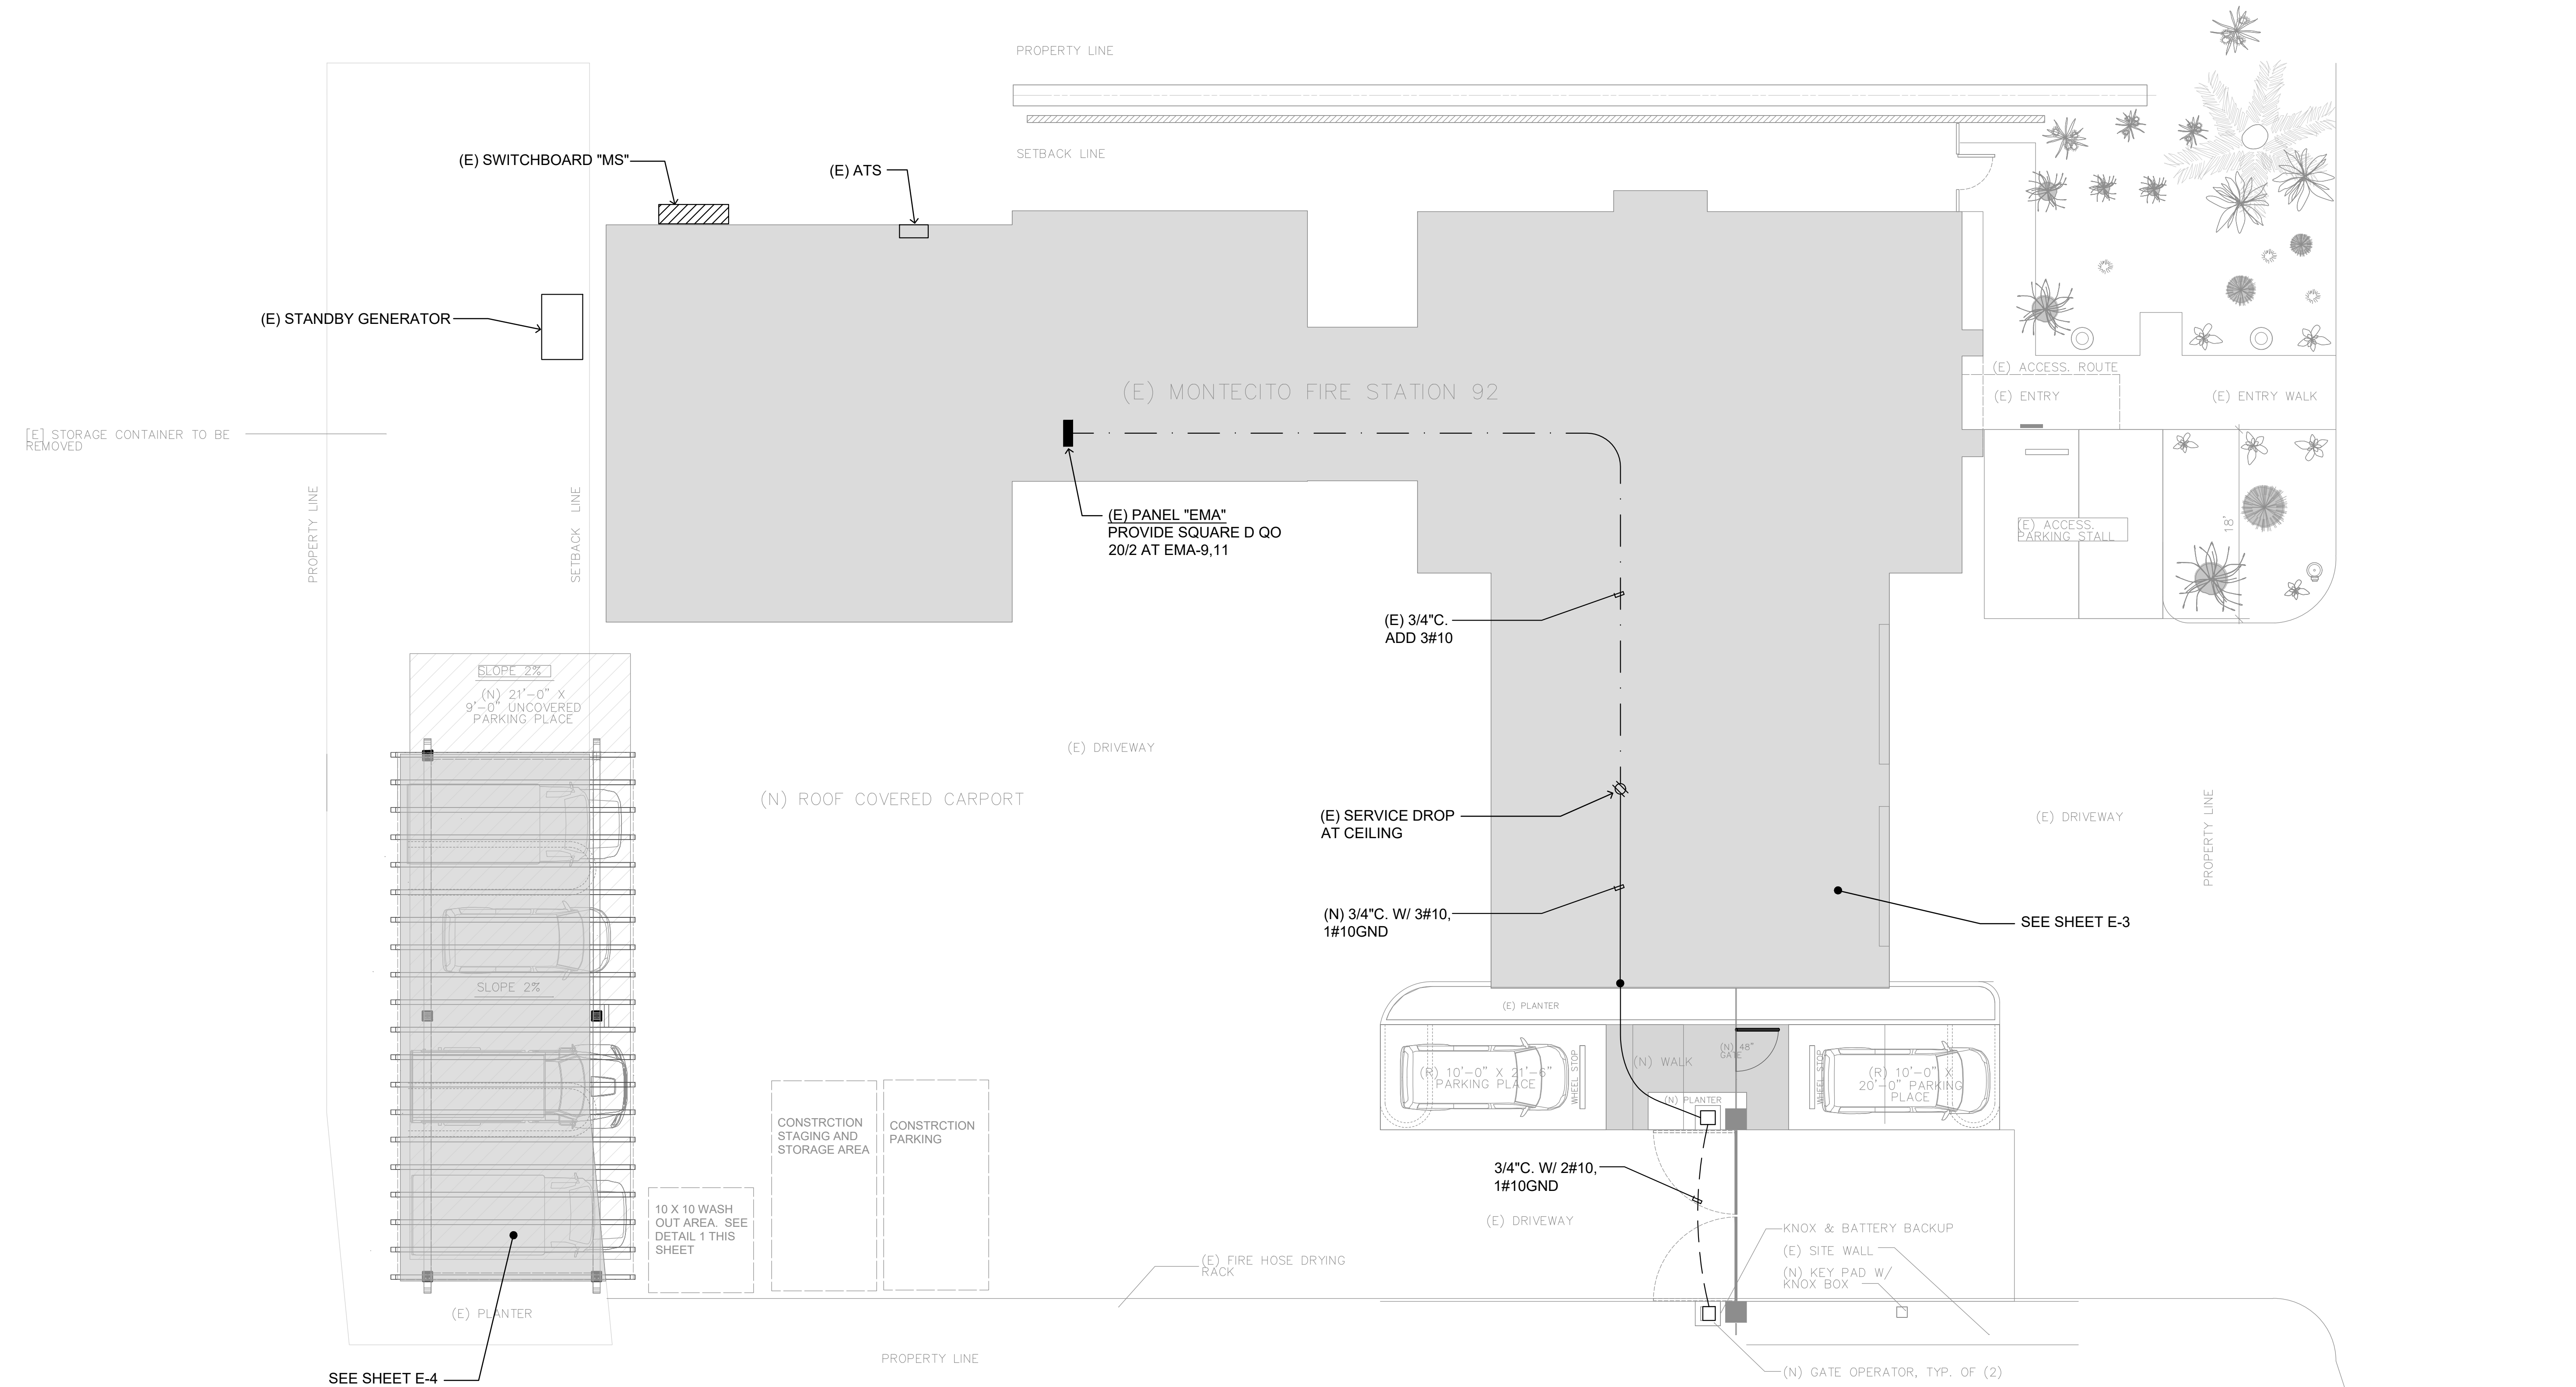 PROPERTY LINE
SETBACK LINE
(E) SWITCHBOARD "MS"
(E) ATS
(E) STANDBY GENERATOR
(E) MONTECITO FIRE STATION 92
(E) ACCESS. ROUTE
(E) ENTRY
(E) ENTRY WALK
[E] STORAGE CONTAINER TO BE
REMOVED
PROPERTY LINE
SETBACK LINE
(E) PANEL "EMA"
PROVIDE SQUARE D QO
20/2 AT EMA-9,11
(E) ACCESS.
PARKING STALL
18'
(E) 3/4"C.
ADD 3#10
SLOPE 2%
(N) 21'-0" X
9'-0" UNCOVERED
PARKING PLACE
(E) DRIVEWAY
(N) ROOF COVERED CARPORT
(E) SERVICE DROP
AT CEILING
(E) DRIVEWAY
PROPERTY LINE
(N) 3/4"C. W/ 3#10,
1#10GND
SEE SHEET E-3
SLOPE 2%
(E) PLANTER
(N) WALK
(N) 48"
GATE
WHEEL STOP
(R) 10'-0" X 21'-6"
PARKING PLACE
WHEEL STOP
(R) 10'-0" X
20'-0" PARKING
PLACE
(N) PLANTER
CONSTRCTION
STAGING AND
STORAGE AREA
CONSTRCTION
PARKING
3/4"C. W/ 2#10,
1#10GND
10 X 10 WASH
OUT AREA. SEE
DETAIL 1 THIS
SHEET
(E) DRIVEWAY
KNOX & BATTERY BACKUP
(E) SITE WALL
(N) KEY PAD W/
KNOX BOX
(E) FIRE HOSE DRYING
RACK
(E) PLANTER
PROPERTY LINE
(N) GATE OPERATOR, TYP. OF (2)
SEE SHEET E-4